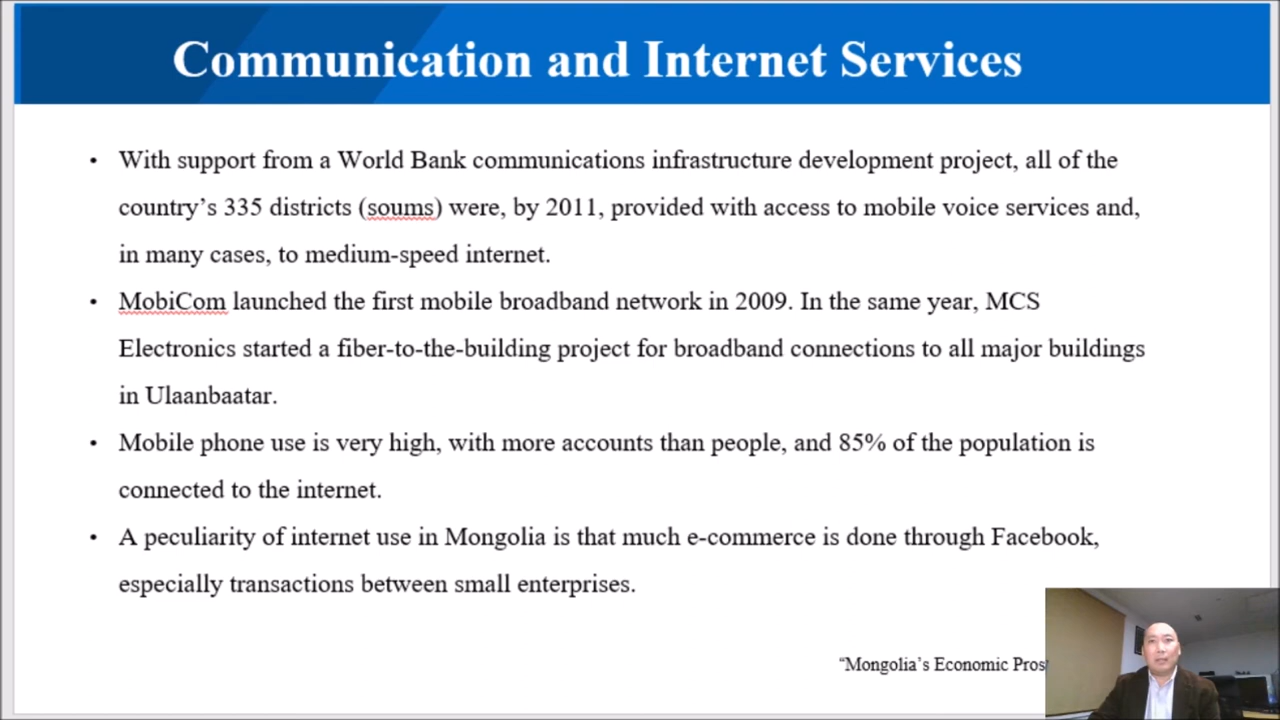 Communication and Internet Services
• With support from a World Bank communications infrastructure development project, all of the
country’s 335 districts (soums) were, by 2011, provided with access to mobile voice services and,
in many cases, to medium-speed internet.
• MobiCom launched the first mobile broadband network in 2009. In the same year, MCS
Electronics started a fiber-to-the-building project for broadband connections to all major buildings
in Ulaanbaatar.
• Mobile phone use is very high, with more accounts than people, and 85% of the population is
connected to the internet.
• A peculiarity of internet use in Mongolia is that much e-commerce is done through Facebook,
especially transactions between small enterprises.
“Mongolia’s Economic